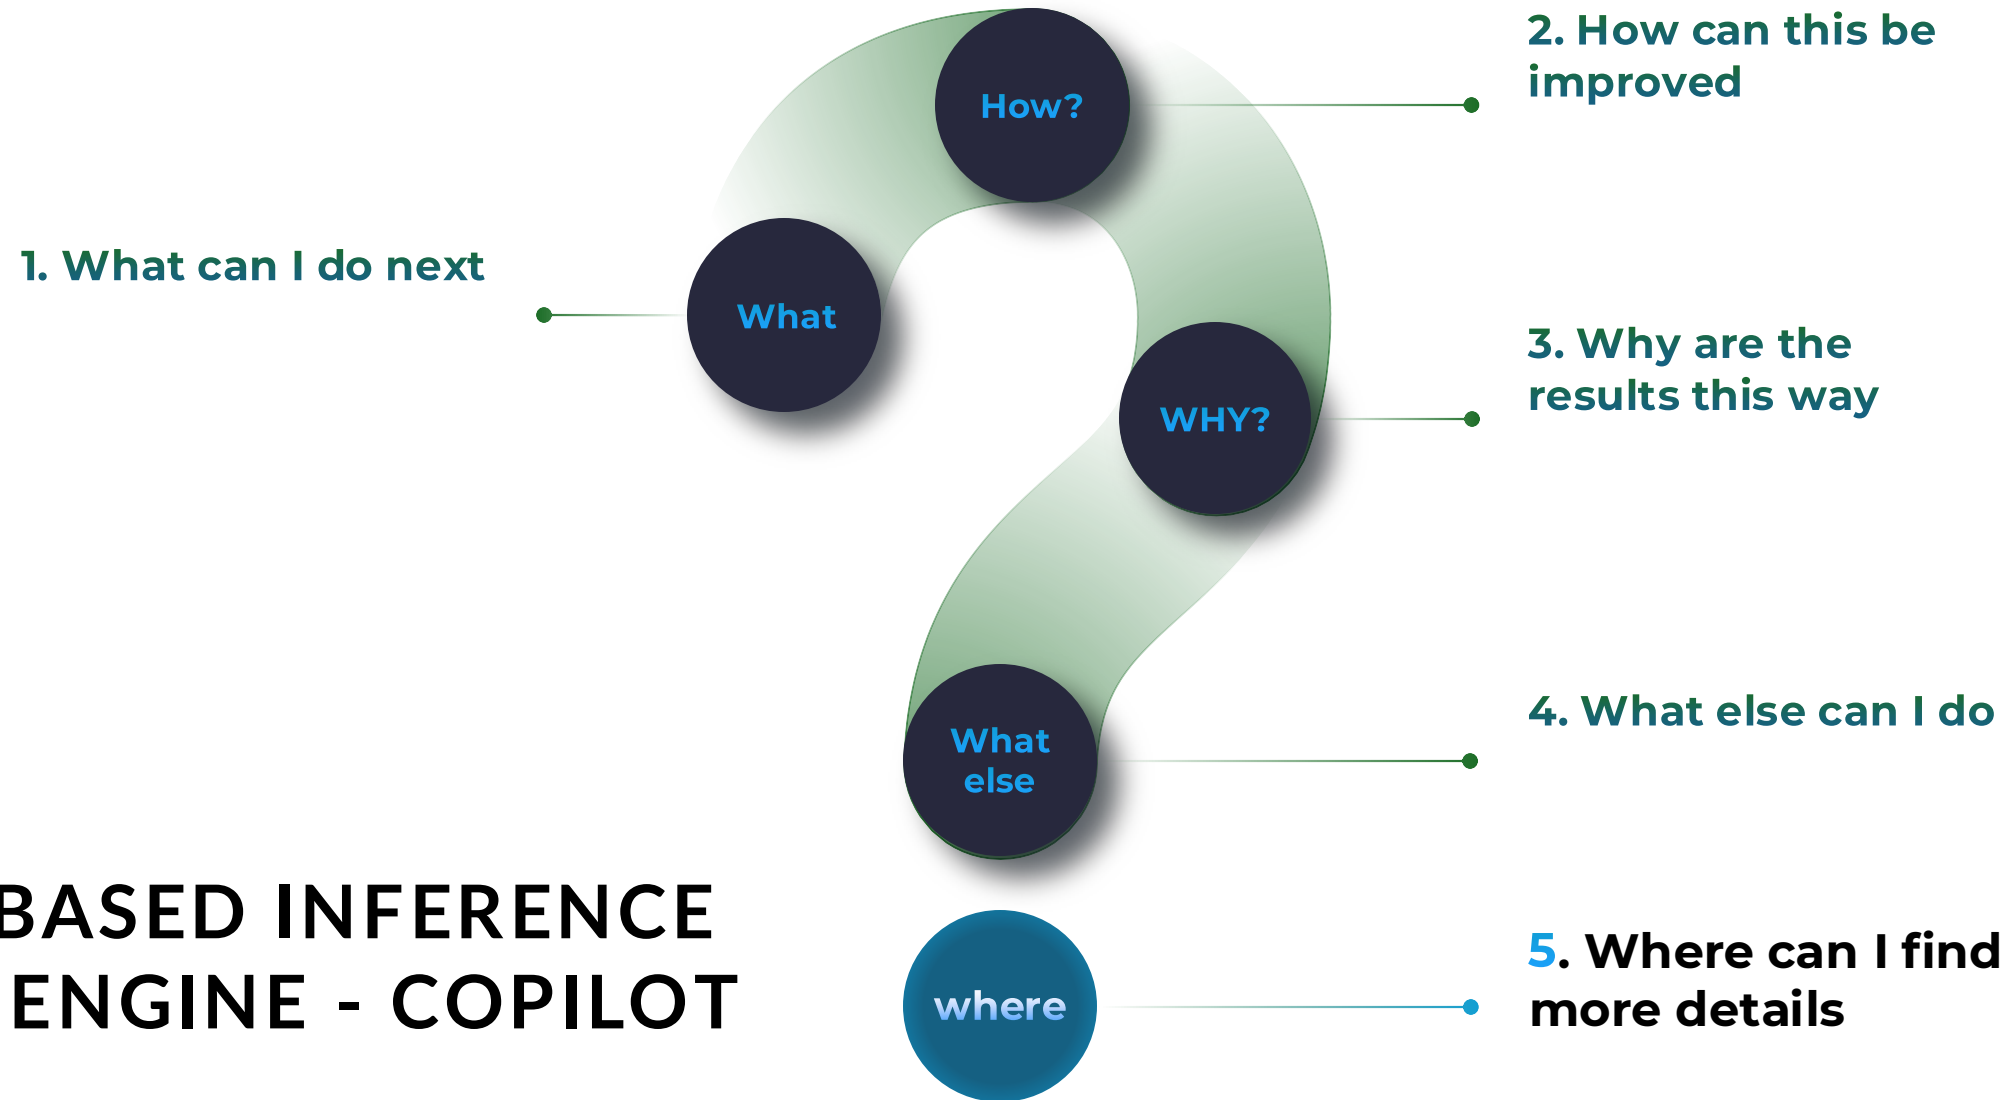 1. What can I do next
What
How?
2. How can this be
improved
WHY?
3. Why are the
results this way
What
else
4. What else can I do
where
5. Where can I find
more details
BASED INFERENCE
ENGINE - COPILOT